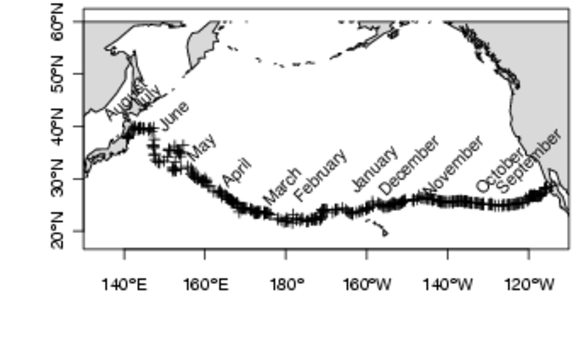 60°N
50°N
40°N
30°N
20°N
August
July
June
May
April
March
February
January
December
November
October
September
140°E 160°E 180° 160°W 140°W 120°W